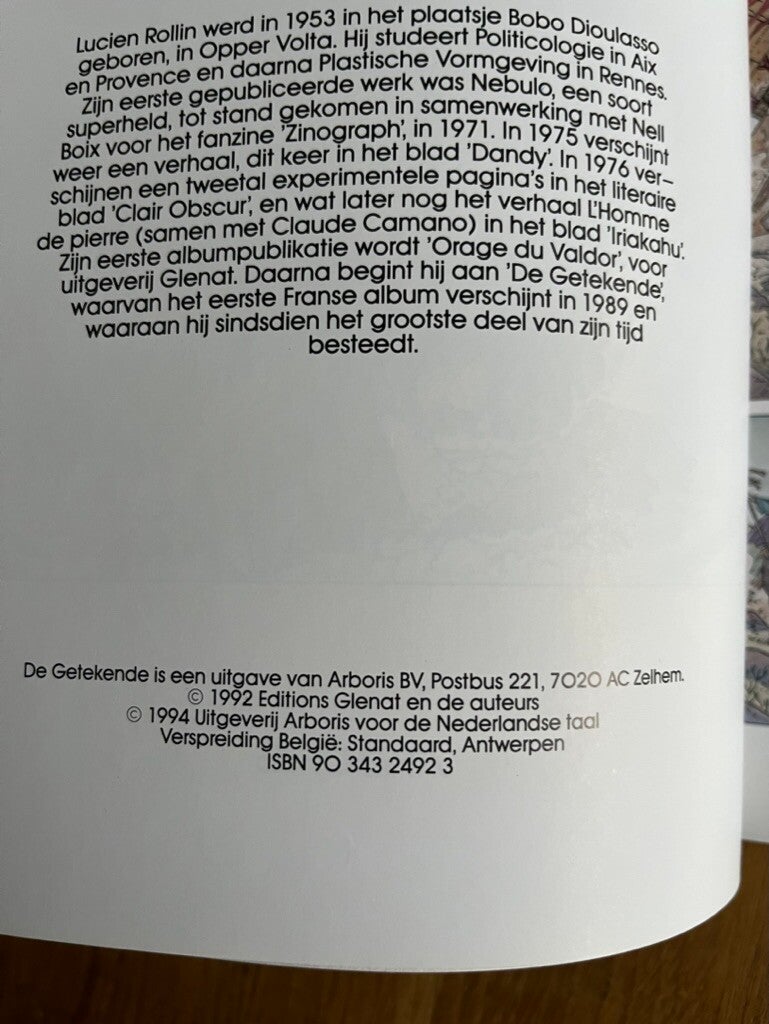 Lucien Rollin werd in 1953 in het plaatsje Bobo Dioulasso
geboren, in Opper Volta. Hij studeert Politicologie in Aix
en Provence en daarna Plastische Vormgeving in Rennes.
Zijn eerste gepubliceerde werk was Nebulo, een soort
superheld, tot stand gekomen in samenwerking met Nell
Boix voor het fanzine 'Zinograph', in 1971. In 1975 verschijnt
weer een verhaal, dit keer in het blad 'Dandy'. In 1976 ver-
schijnen een tweetal experimentele pagina's in het literaire
blad 'Clair Obscur', en wat later nog het verhaal L'Homme
de pierre (samen met Claude Camano) in het blad 'Iriakahu'.
Zijn eerste albumpublikatie wordt 'Orage du Valdor', voor
uitgeverij Glenat. Daarna begint hij aan 'De Getekende',
waarvan het eerste Franse album verschijnt in 1989 en
waaraan hij sindsdien het grootste deel van zijn tijd
besteedt.
De Getekende is een uitgave van Arboris BV, Postbus 221, 7020 AC Zelhem.
© 1992 Editions Glenat en de auteurs
© 1994 Uitgeverij Arboris voor de Nederlandse taal
Verspreiding België: Standaard, Antwerpen
ISBN 90 343 2492 3